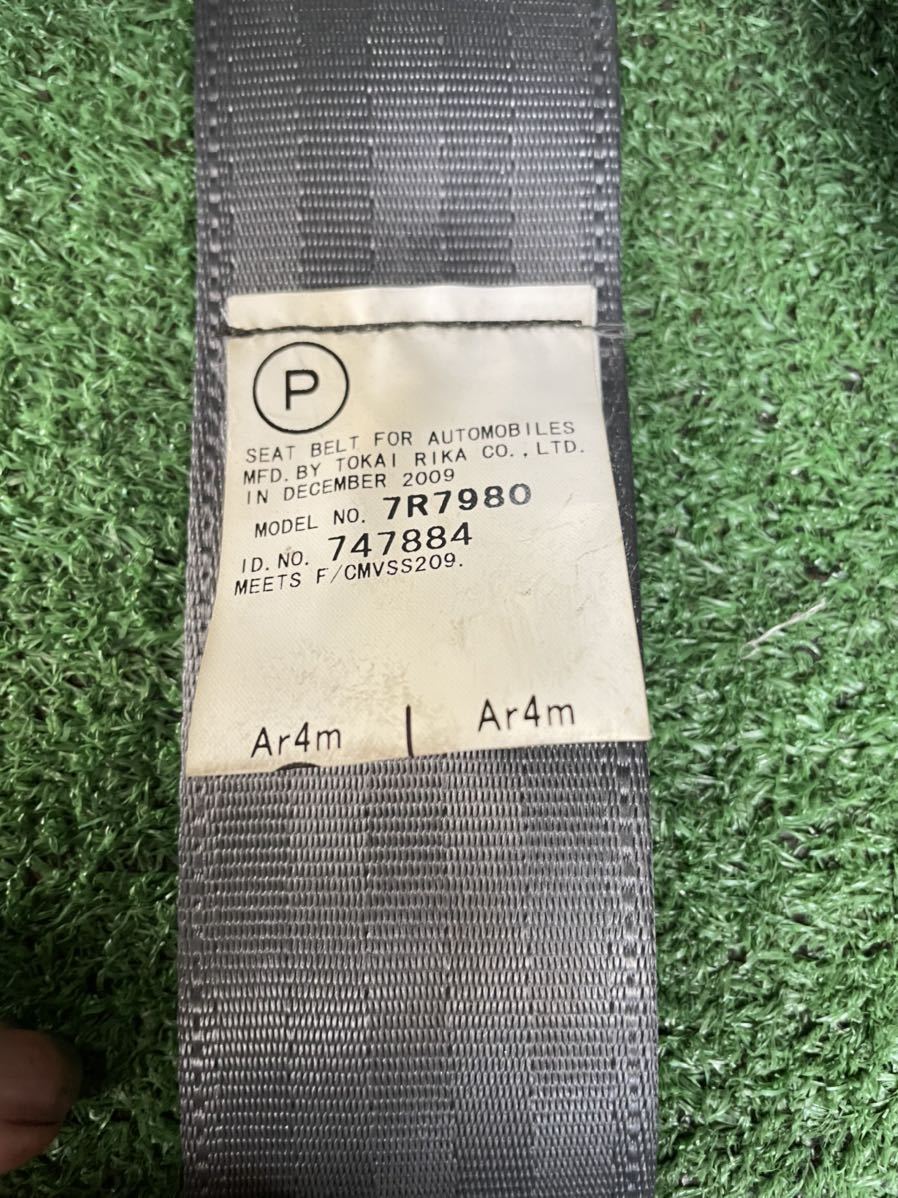 P
SEAT BELT FOR AUTOMOBILES
MFD. BY TOKAI RIKA CO., LTD.
IN DECEMBER 2009
MODEL NO. 7R7980
ID. NO. 747884
MEETS F/CMVSS209.
Ar4m | Ar4m